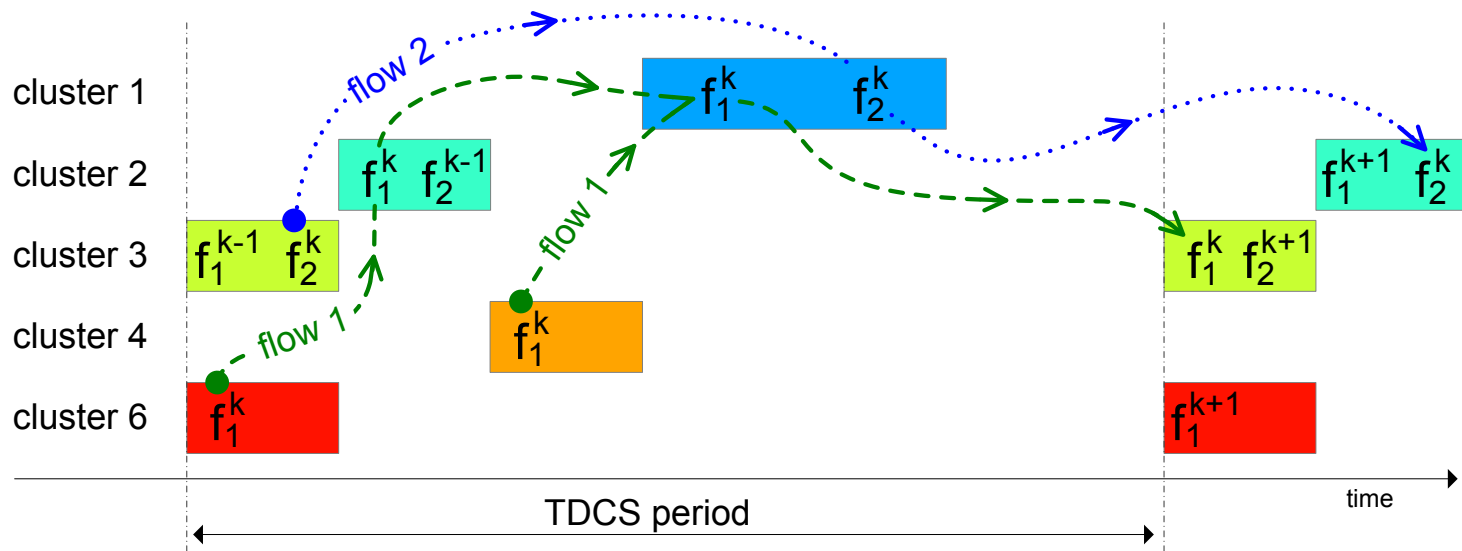 flow 2
cluster 1 f₁ᵏ f₂ᵏ
cluster 2 f₁ᵏ f₂ᵏ⁻¹ f₁ᵏ⁺¹ f₂ᵏ
flow 1
cluster 3 f₁ᵏ⁻¹ f₂ᵏ f₁ᵏ f₂ᵏ⁺¹
flow 1
cluster 4 f₁ᵏ
cluster 6 f₁ᵏ f₁ᵏ⁺¹
time
TDCS period